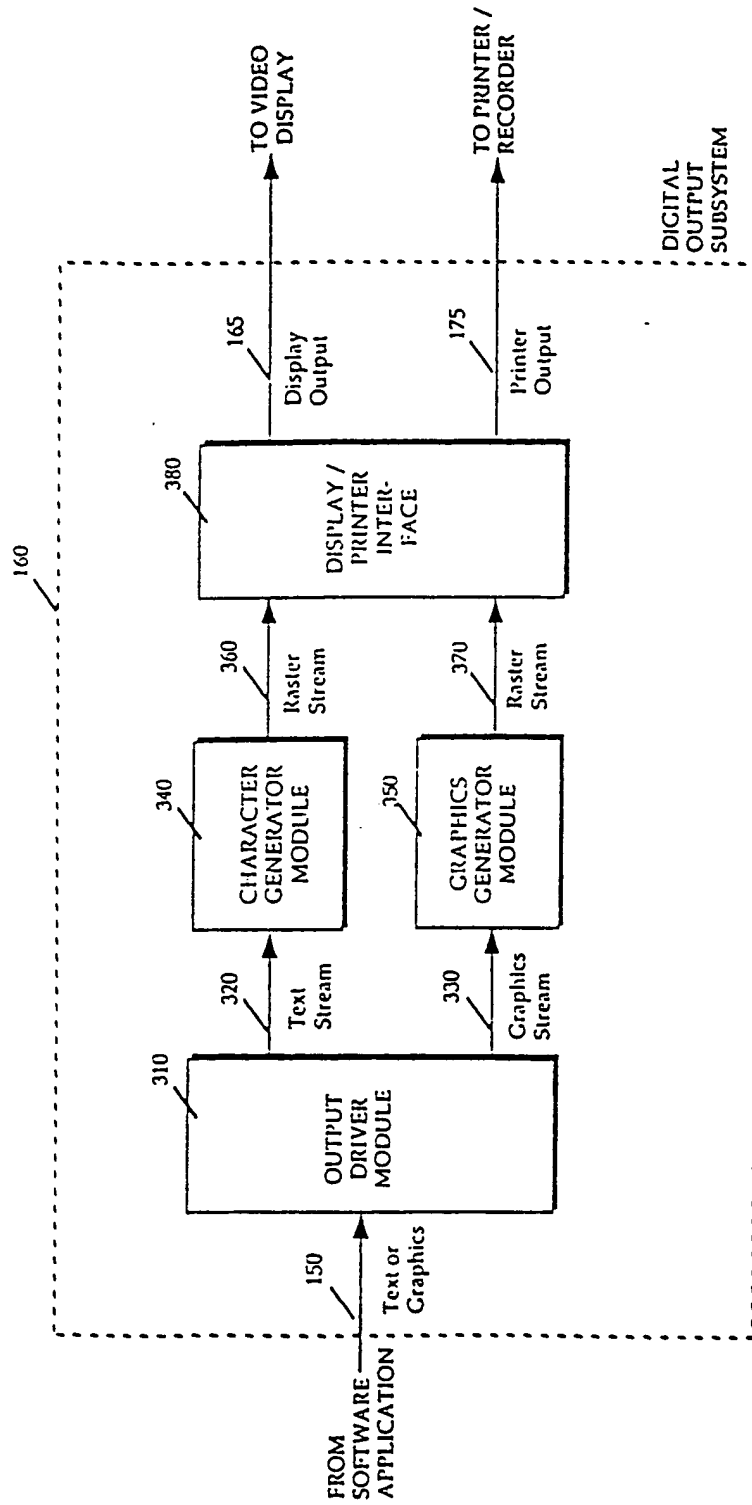 160
FROM
SOFTWARE
APPLICATION
150
Text or
Graphics
310
OUTPUT
DRIVER
MODULE
320
Text
Stream
330
Graphics
Stream
340
CHARACTER
GENERATOR
MODULE
350
GRAPHICS
GENERATOR
MODULE
360
Raster
Stream
370
Raster
Stream
380
DISPLAY /
PRINTER
INTER-
FACE
165
Display
Output
175
Printer
Output
TO VIDEO
DISPLAY
TO PRINTER /
RECORDER
DIGITAL
OUTPUT
SUBSYSTEM